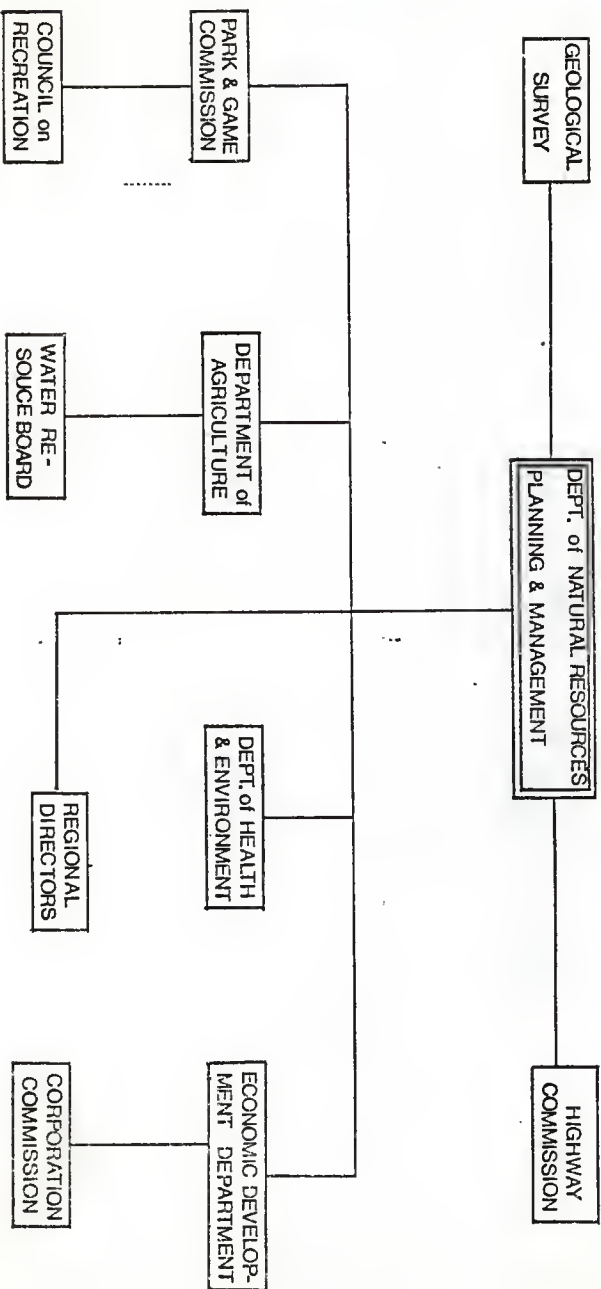 GEOLOGICAL
SURVEY
DEPT. of NATURAL RESOURCES
PLANNING & MANAGEMENT
HIGHWAY
COMMISSION
PARK & GAME
COMMISSION
DEPARTMENT of
AGRICULTURE
DEPT. of HEALTH
& ENVIRONMENT
ECONOMIC DEVELOP-
MENT DEPARTMENT
COUNCIL on
RECREATION
WATER RE-
SOUCE BOARD
REGIONAL
DIRECTORS
CORPORATION
COMMISSION